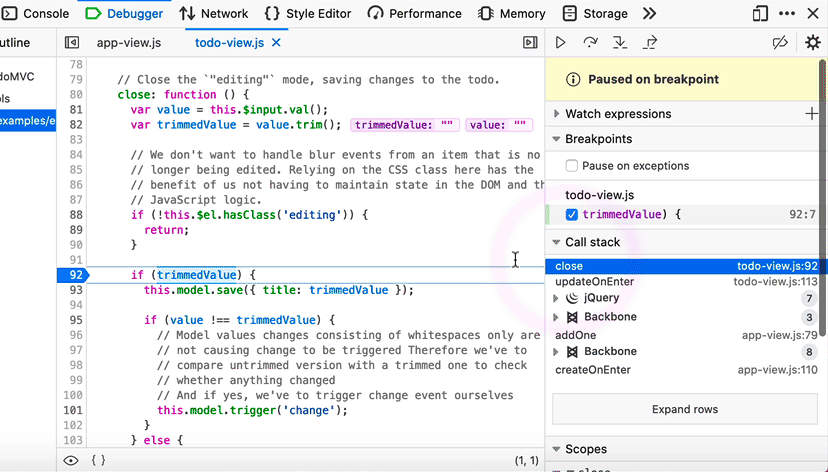 Console Debugger Network Style Editor Performance Memory Storage
utline app-view.js todo-view.js
doMVC
ols
examples/e
78
79 // Close the `"editing"` mode, saving changes to the todo.
80 close: function () {
81 var value = this.$input.val();
82 var trimmedValue = value.trim(); trimmedValue: "" value: ""
83
84 // We don't want to handle blur events from an item that is no
85 // longer being edited. Relying on the CSS class here has the
86 // benefit of us not having to maintain state in the DOM and th
87 // JavaScript logic.
88 if (!this.$el.hasClass('editing')) {
89 return;
90 }
91
92 if (trimmedValue) {
93 this.model.save({ title: trimmedValue });
94
95 if (value !== trimmedValue) {
96 // Model values changes consisting of whitespaces only are
97 // not causing change to be triggered Therefore we've to
98 // compare untrimmed version with a trimmed one to check
99 // whether anything changed
100 // And if yes, we've to trigger change event ourselves
101 this.model.trigger('change');
102 }
103 } else {
{ } (1, 1)
Paused on breakpoint
Watch expressions
Breakpoints
Pause on exceptions
todo-view.js
trimmedValue) { 92:7
Call stack
close todo-view.js:92
updateOnEnter todo-view.js:113
jQuery 7
Backbone 3
addOne app-view.js:79
Backbone 8
createOnEnter app-view.js:110
Expand rows
Scopes